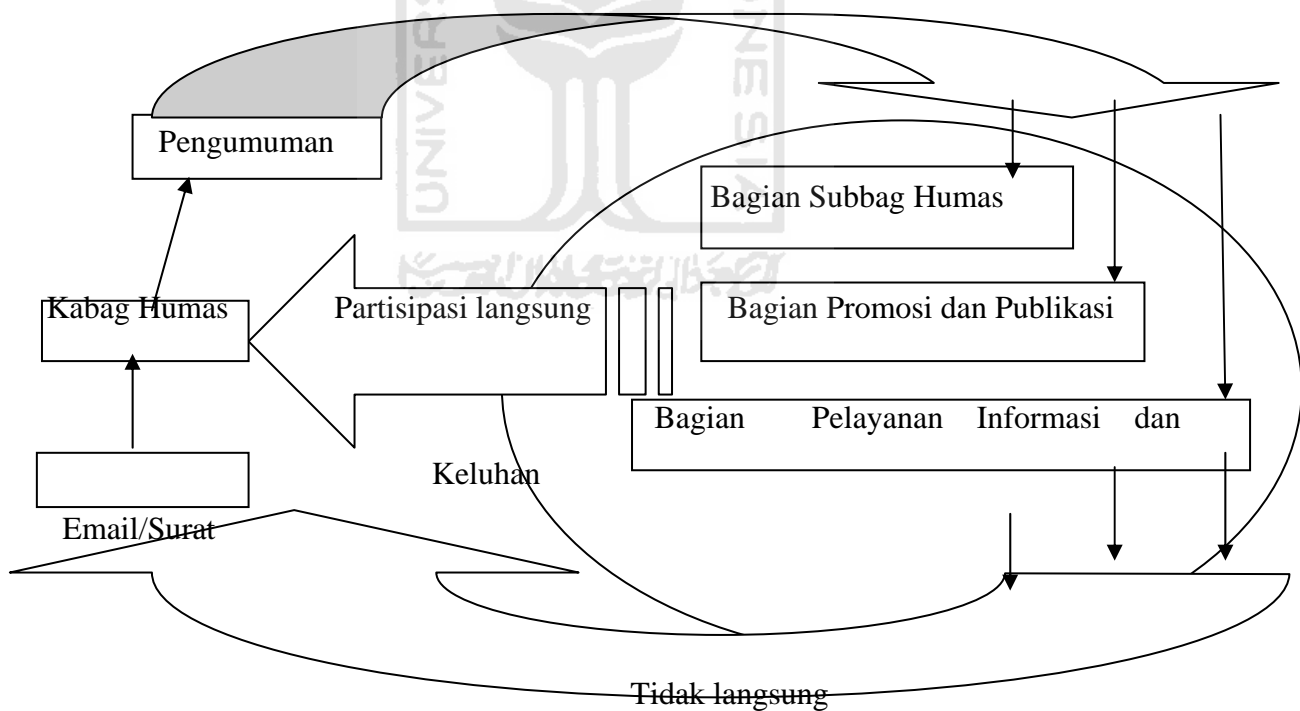 Pengumuman
Bagian Subbag Humas
Kabag Humas
Partisipasi langsung
Bagian Promosi dan Publikasi
Bagian Pelayanan Informasi dan
Keluhan
Email/Surat
Tidak langsung